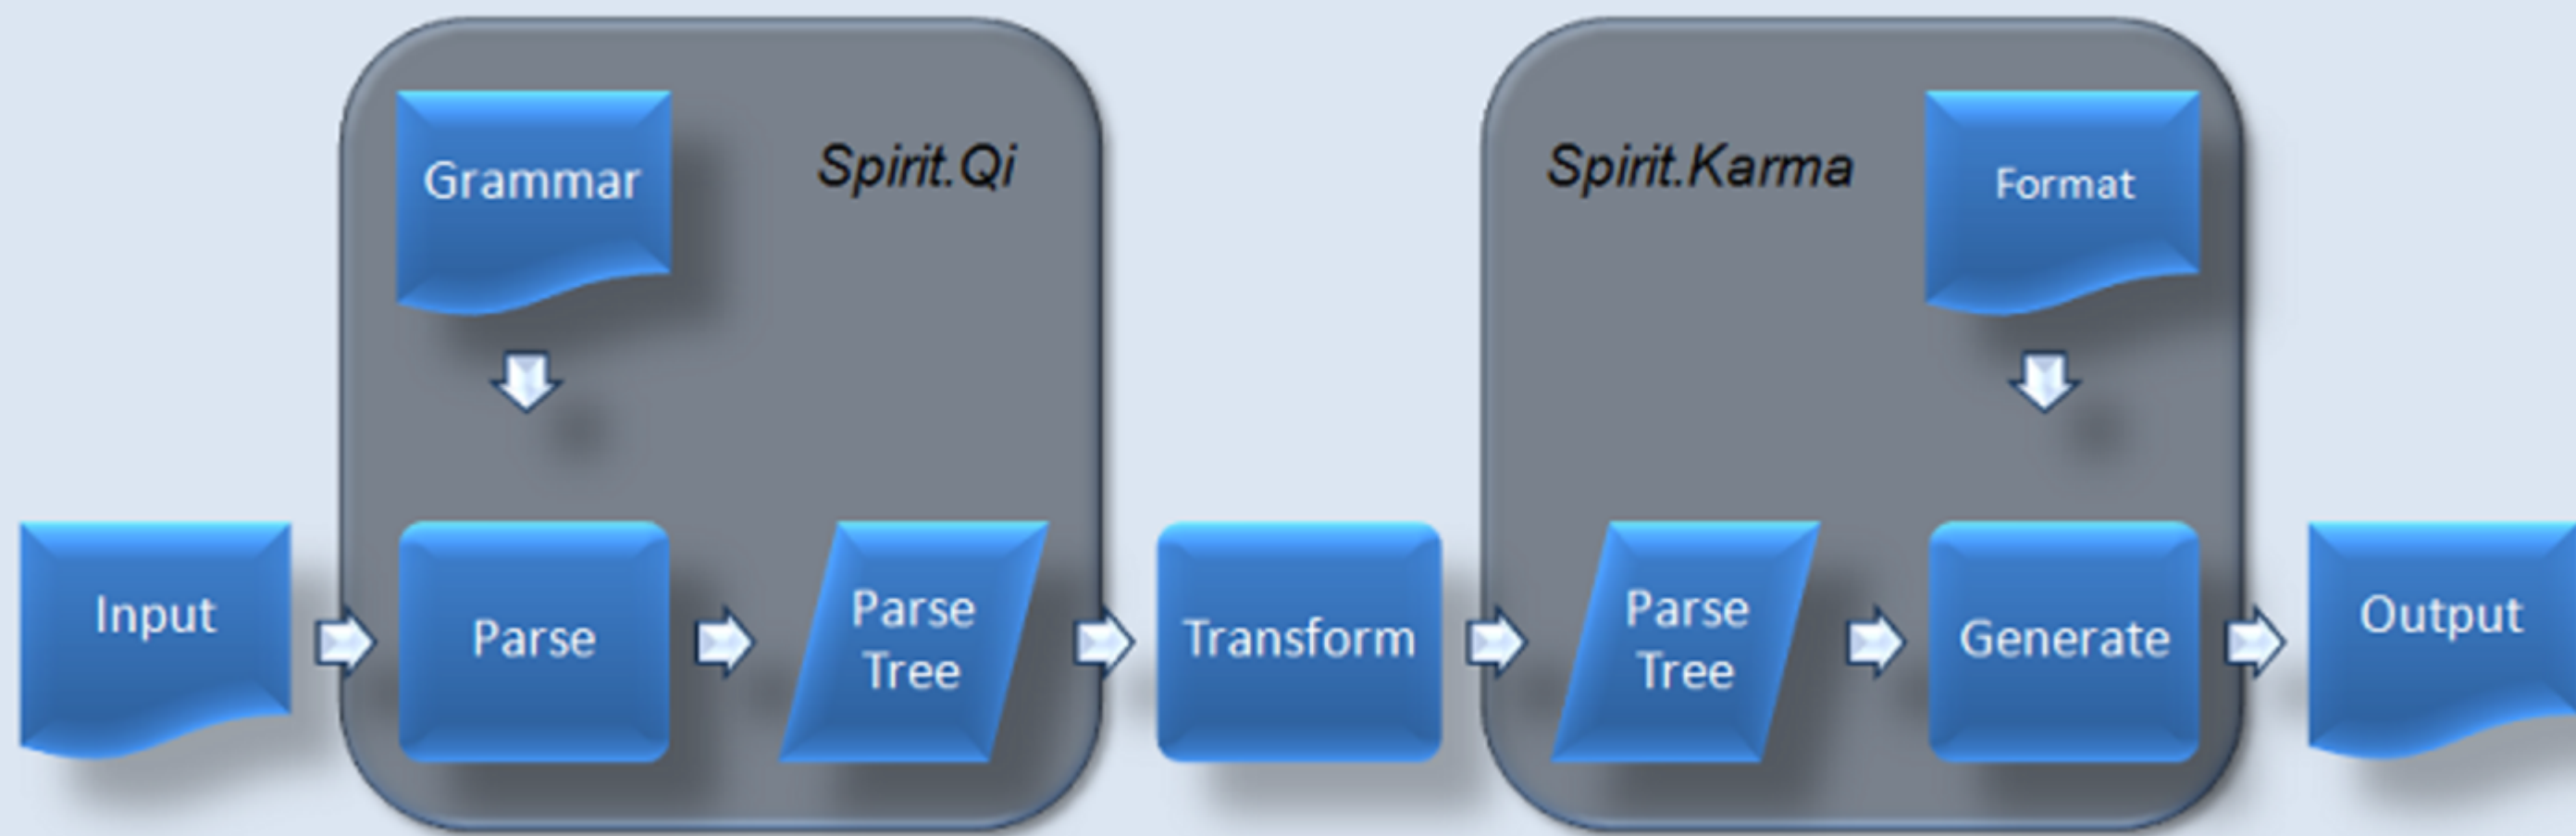 Grammar
Spirit.Qi
Spirit.Karma
Format
Input
Parse
Parse
Tree
Transform
Parse
Tree
Generate
Output